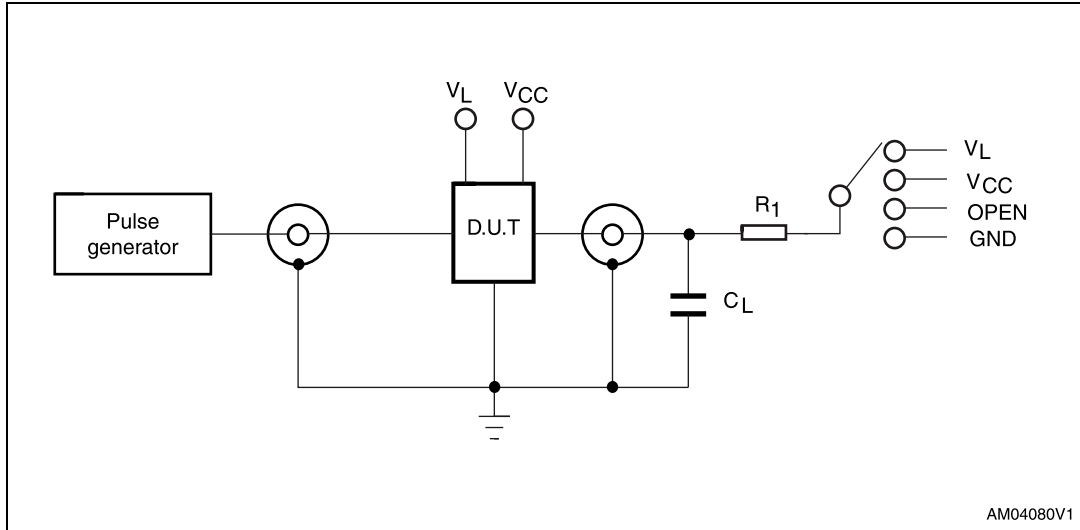 VL VCC
Pulse
generator
D.U.T
R1
CL
VL
VCC
OPEN
GND
AM04080V1